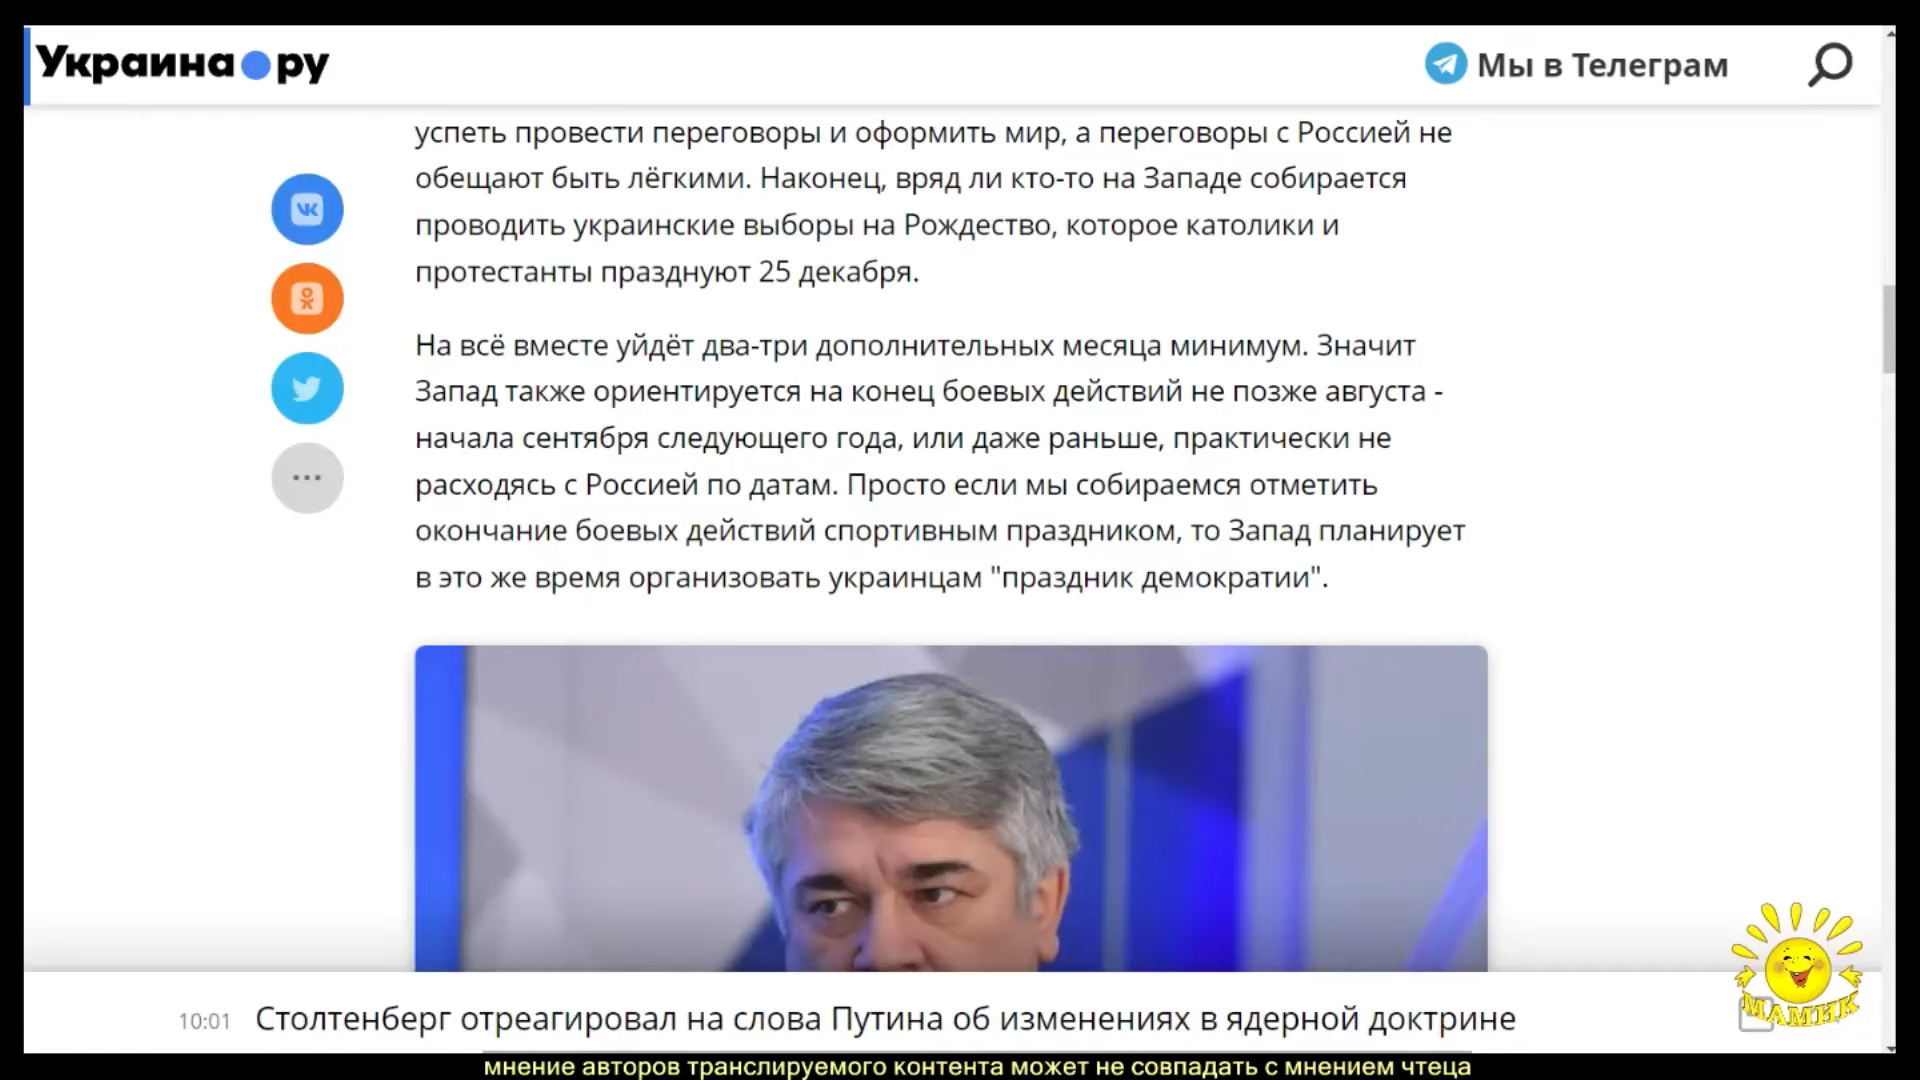 Украина ру
Мы в Телеграм
успеть провести переговоры и оформить мир, а переговоры с Россией не
обещают быть лёгкими. Наконец, вряд ли кто-то на Западе собирается
проводить украинские выборы на Рождество, которое католики и
протестанты празднуют 25 декабря.
На всё вместе уйдёт два-три дополнительных месяца минимум. Значит
Запад также ориентируется на конец боевых действий не позже августа -
начала сентября следующего года, или даже раньше, практически не
расходясь с Россией по датам. Просто если мы собираемся отметить
окончание боевых действий спортивным праздником, то Запад планирует
в это же время организовать украинцам "праздник демократии".
10:01 Столтенберг отреагировал на слова Путина об изменениях в ядерной доктрине
МАМИК
мнение авторов транслируемого контента может не совпадать с мнением чтеца